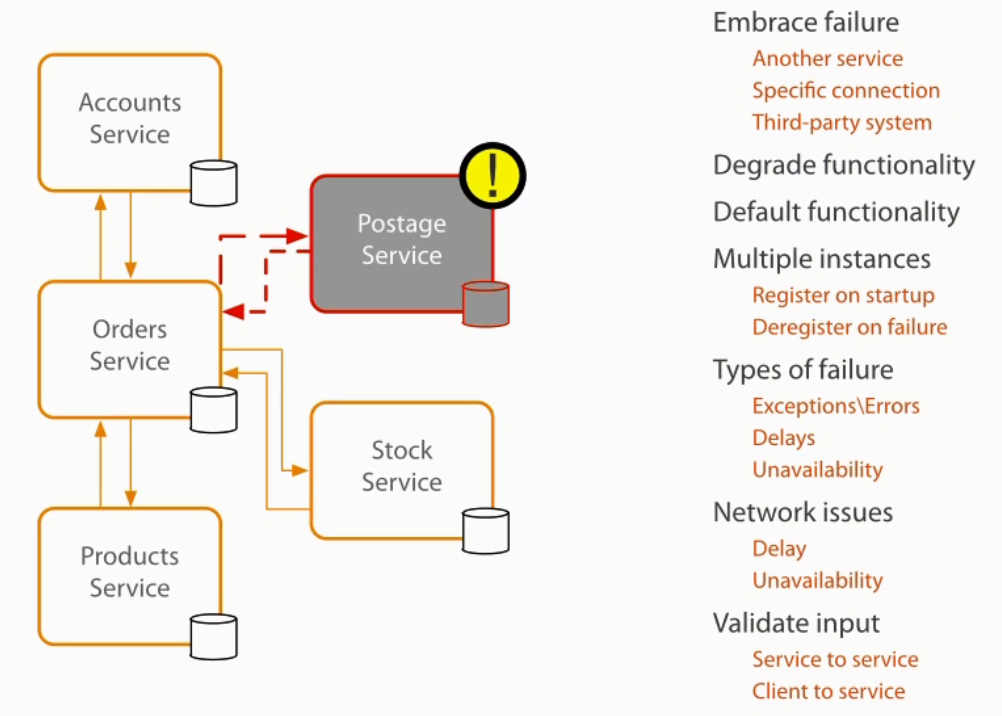 Accounts
Service
Postage
Service
!
Orders
Service
Stock
Service
Products
Service
Embrace failure
Another service
Specific connection
Third-party system
Degrade functionality
Default functionality
Multiple instances
Register on startup
Deregister on failure
Types of failure
Exceptions\Errors
Delays
Unavailability
Network issues
Delay
Unavailability
Validate input
Service to service
Client to service